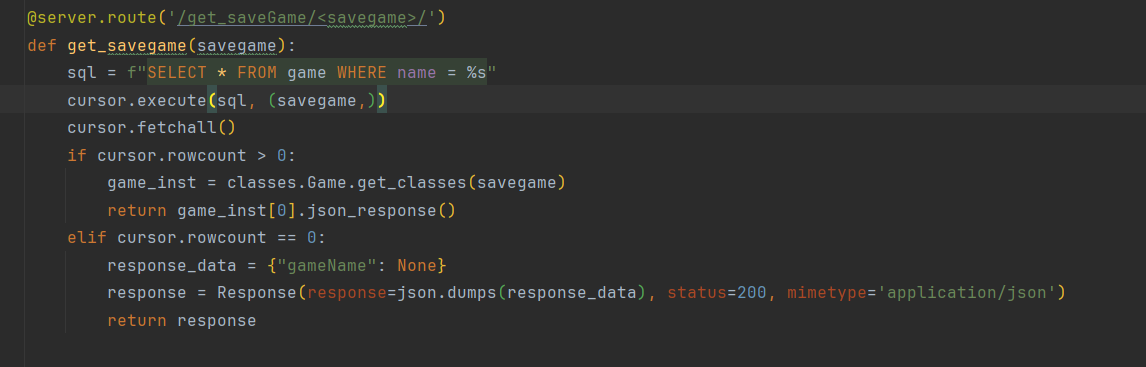 @server.route('/get_saveGame/<savegame>/')
def get_savegame(savegame):
    sql = f"SELECT * FROM game WHERE name = %s"
    cursor.execute(sql, (savegame,))
    cursor.fetchall()
    if cursor.rowcount > 0:
        game_inst = classes.Game.get_classes(savegame)
        return game_inst[0].json_response()
    elif cursor.rowcount == 0:
        response_data = {"gameName": None}
        response = Response(response=json.dumps(response_data), status=200, mimetype='application/json')
        return response